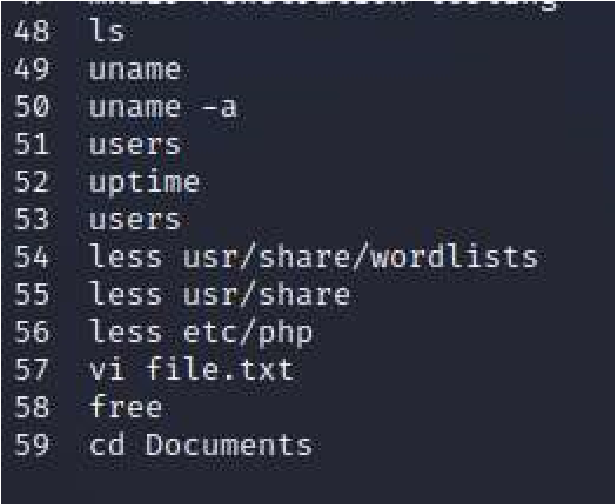 48 ls
49 uname
50 uname -a
51 users
52 uptime
53 users
54 less usr/share/wordlists
55 less usr/share
56 less etc/php
57 vi file.txt
58 free
59 cd Documents